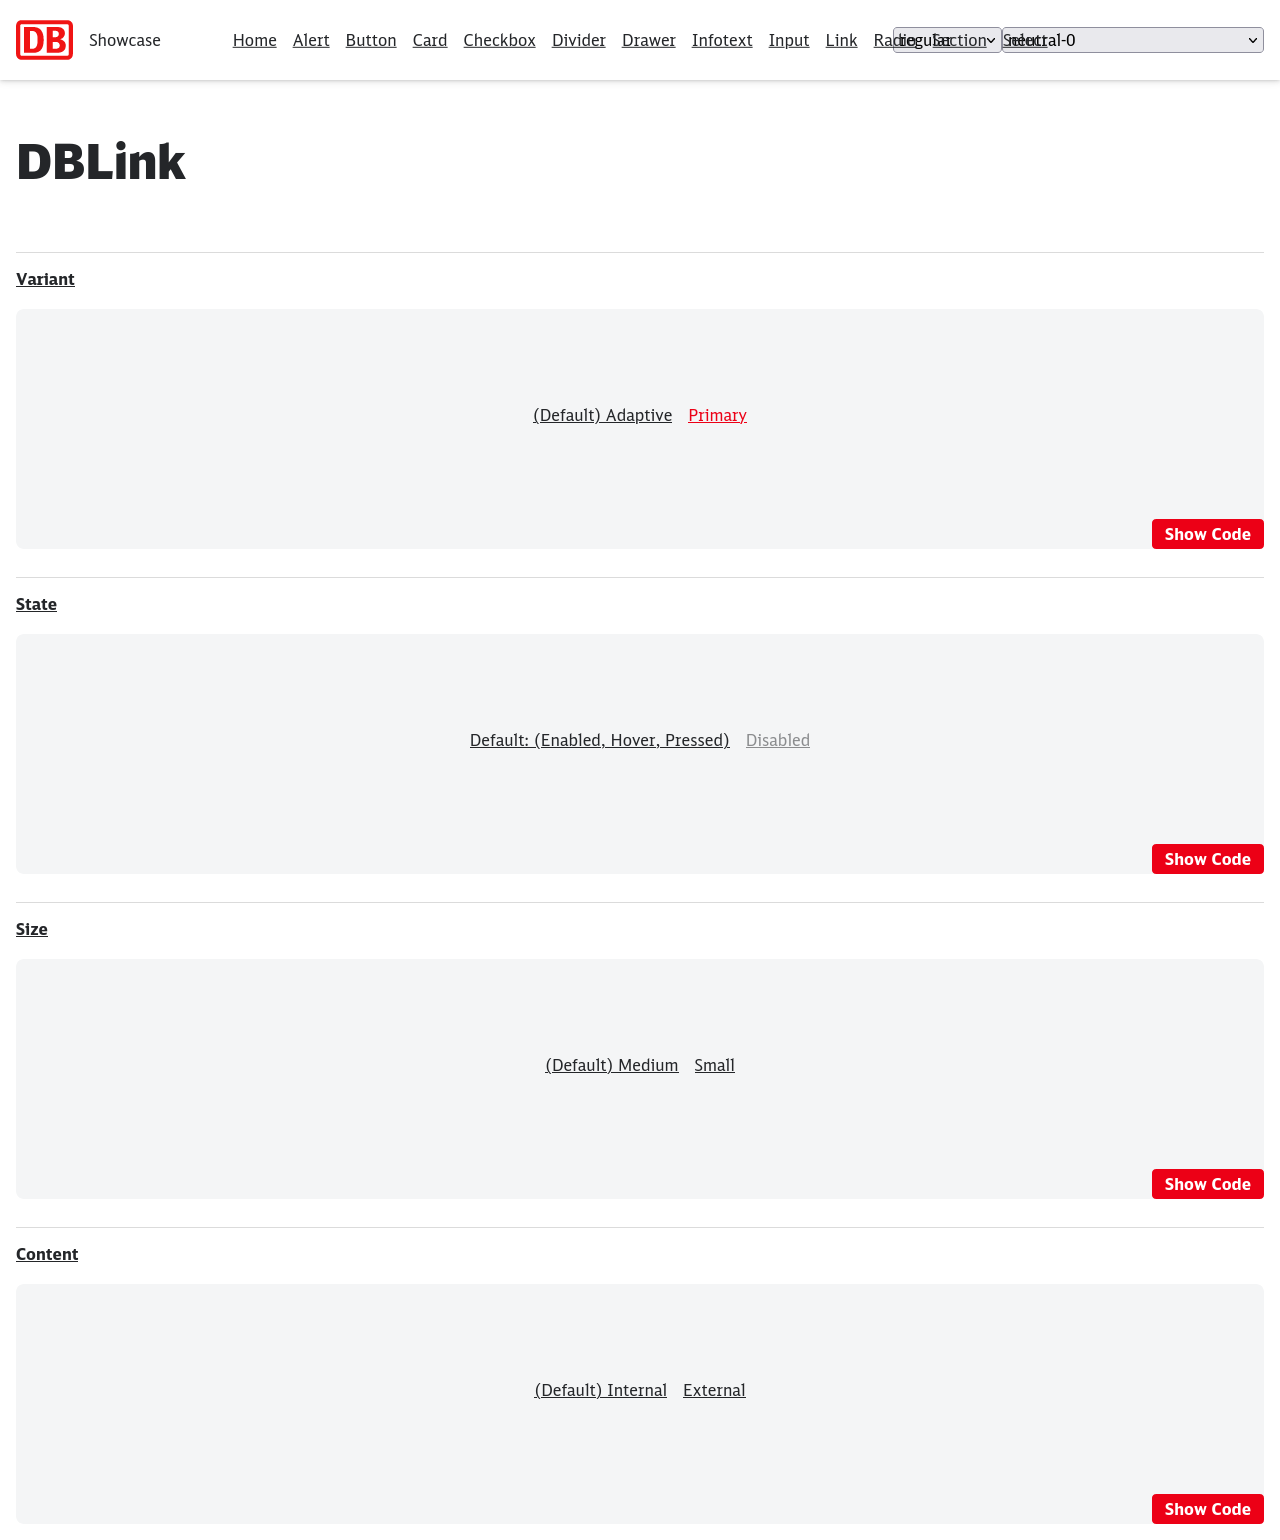 DB Showcase Home Alert Button Card Checkbox Divider Drawer Infotext Input Link Radio Section Select regular neutral-0
DBLink
Variant
(Default) Adaptive Primary
Show Code
State
Default: (Enabled, Hover, Pressed) Disabled
Show Code
Size
(Default) Medium Small
Show Code
Content
(Default) Internal External
Show Code